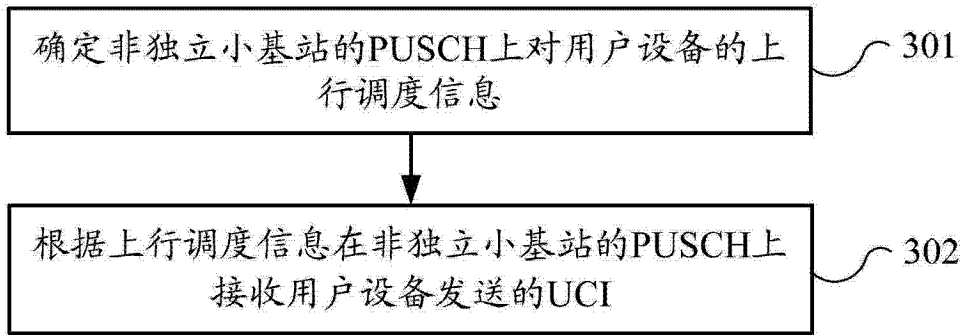 确定非独立小基站的PUSCH上对用户设备的上
行调度信息
301
根据上行调度信息在非独立小基站的PUSCH上
接收用户设备发送的UCI
302